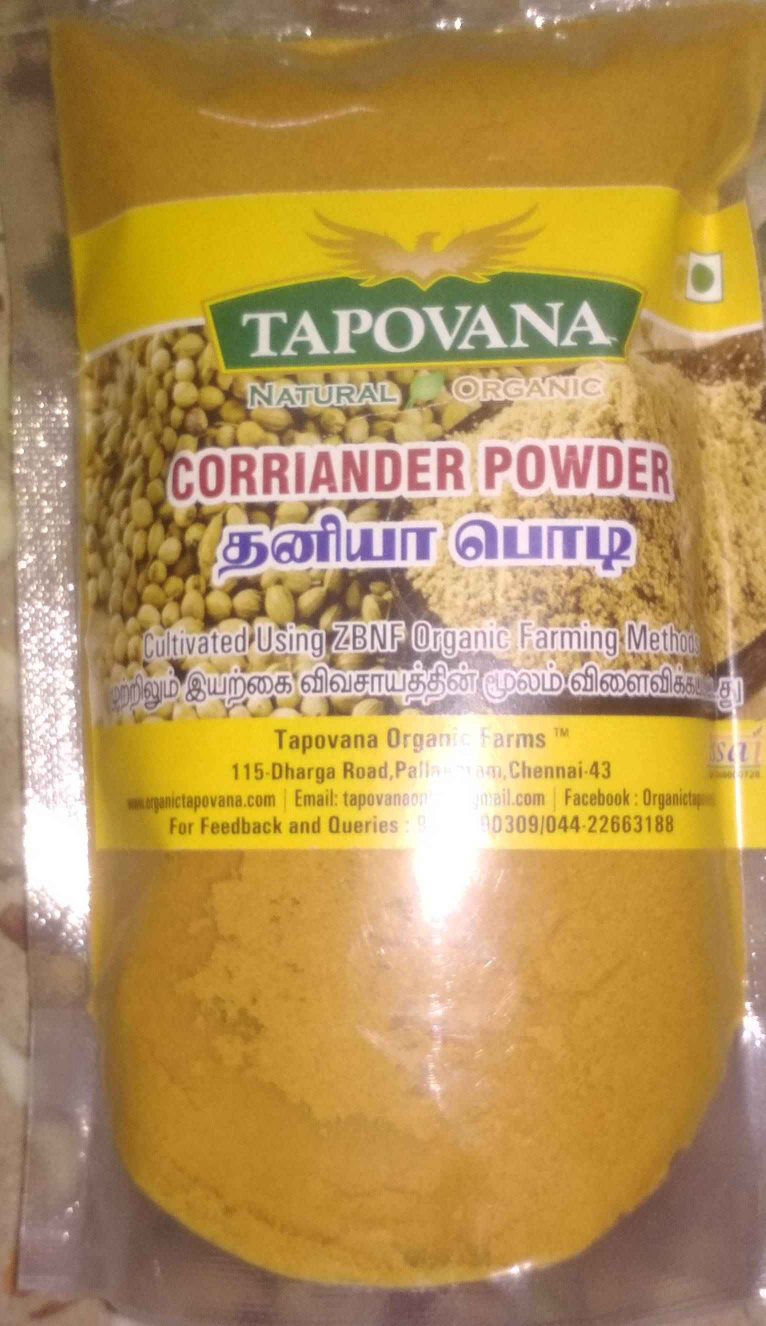 TAPOVANA
NATURAL ORGANIC
CORRIANDER POWDER
தனியா பொடி
Cultivated Using ZBNF Organic Farming Methods
இயற்கை விவசாயத்தின் மூலம்
Tapovana Organic Farms ™
115-Dharga Road, Chennai-43
www.organictapovana.com | Email: | Facebook :
For Feedback and Queries : /044-22663188